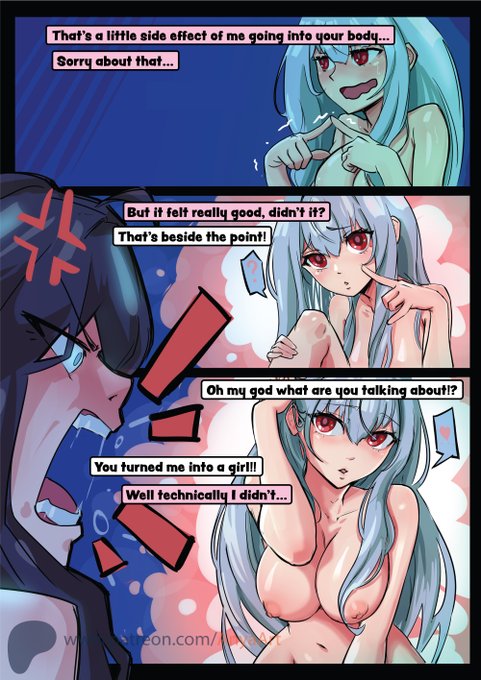 That's a little side effect of me going into your body...
Sorry about that...
But it felt really good, didn't it?
That's beside the point!
?
Oh my god what are you talking about!?
You turned me into a girl!!
Well technically I didn't...